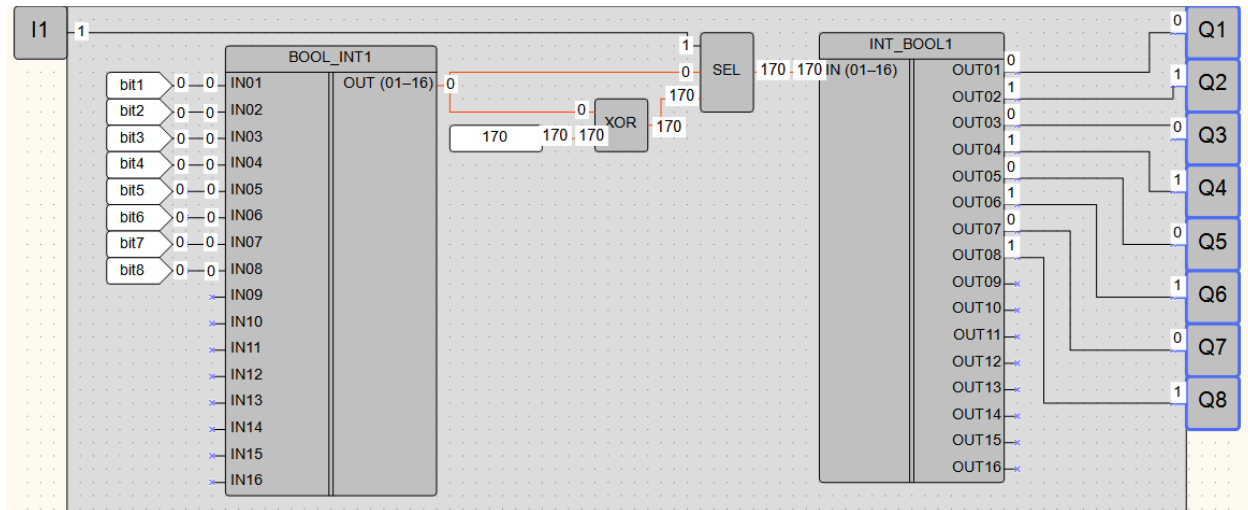 I1
1
BOOL_INT1
bit1 0 0 IN01 OUT (01–16) 0
bit2 0 0 IN02
bit3 0 0 IN03
bit4 0 0 IN04
bit5 0 0 IN05
bit6 0 0 IN06
bit7 0 0 IN07
bit8 0 0 IN08
IN09
IN10
IN11
IN12
IN13
IN14
IN15
IN16
170 170 170
0 XOR 170
1
0 SEL 170
170
INT_BOOL1
170 IN (01–16) OUT01 0
OUT02 1
OUT03 0
OUT04 1
OUT05 0
OUT06 1
OUT07 0
OUT08 1
OUT09
OUT10
OUT11
OUT12
OUT13
OUT14
OUT15
OUT16
0 Q1
1 Q2
0 Q3
1 Q4
0 Q5
1 Q6
0 Q7
1 Q8